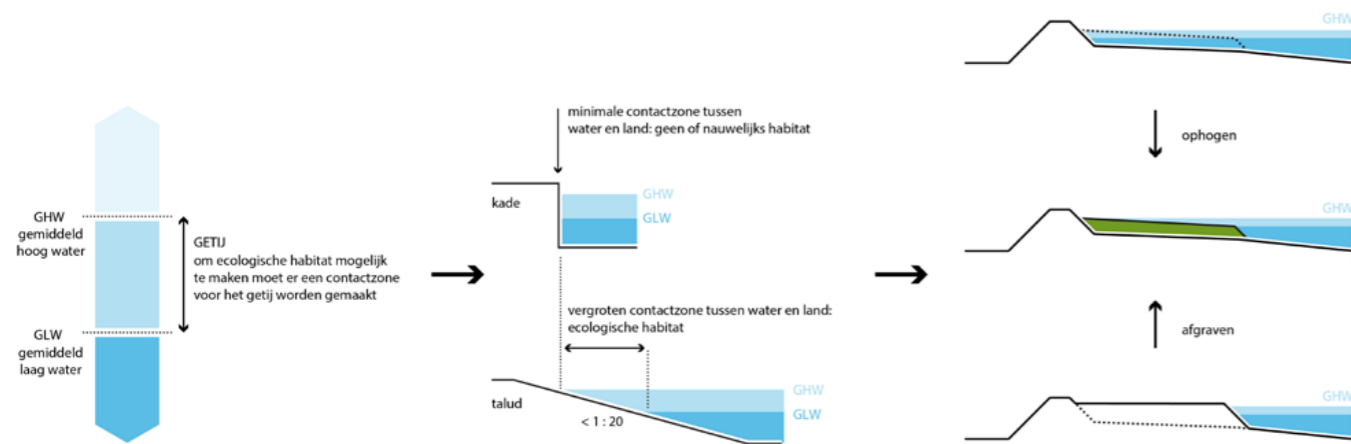 GHW
gemiddeld
hoog water
GETIJ
om ecologische habitat mogelijk
te maken moet er een contactzone
voor het getij worden gemaakt
GLW
gemiddeld
laag water
minimale contactzone tussen
water en land: geen of nauwelijks habitat
kade
GHW
GLW
vergroten contactzone tussen water en land:
ecologische habitat
talud
< 1 : 20
GHW
GLW
GHW
ophogen
GHW
afgraven
GHW